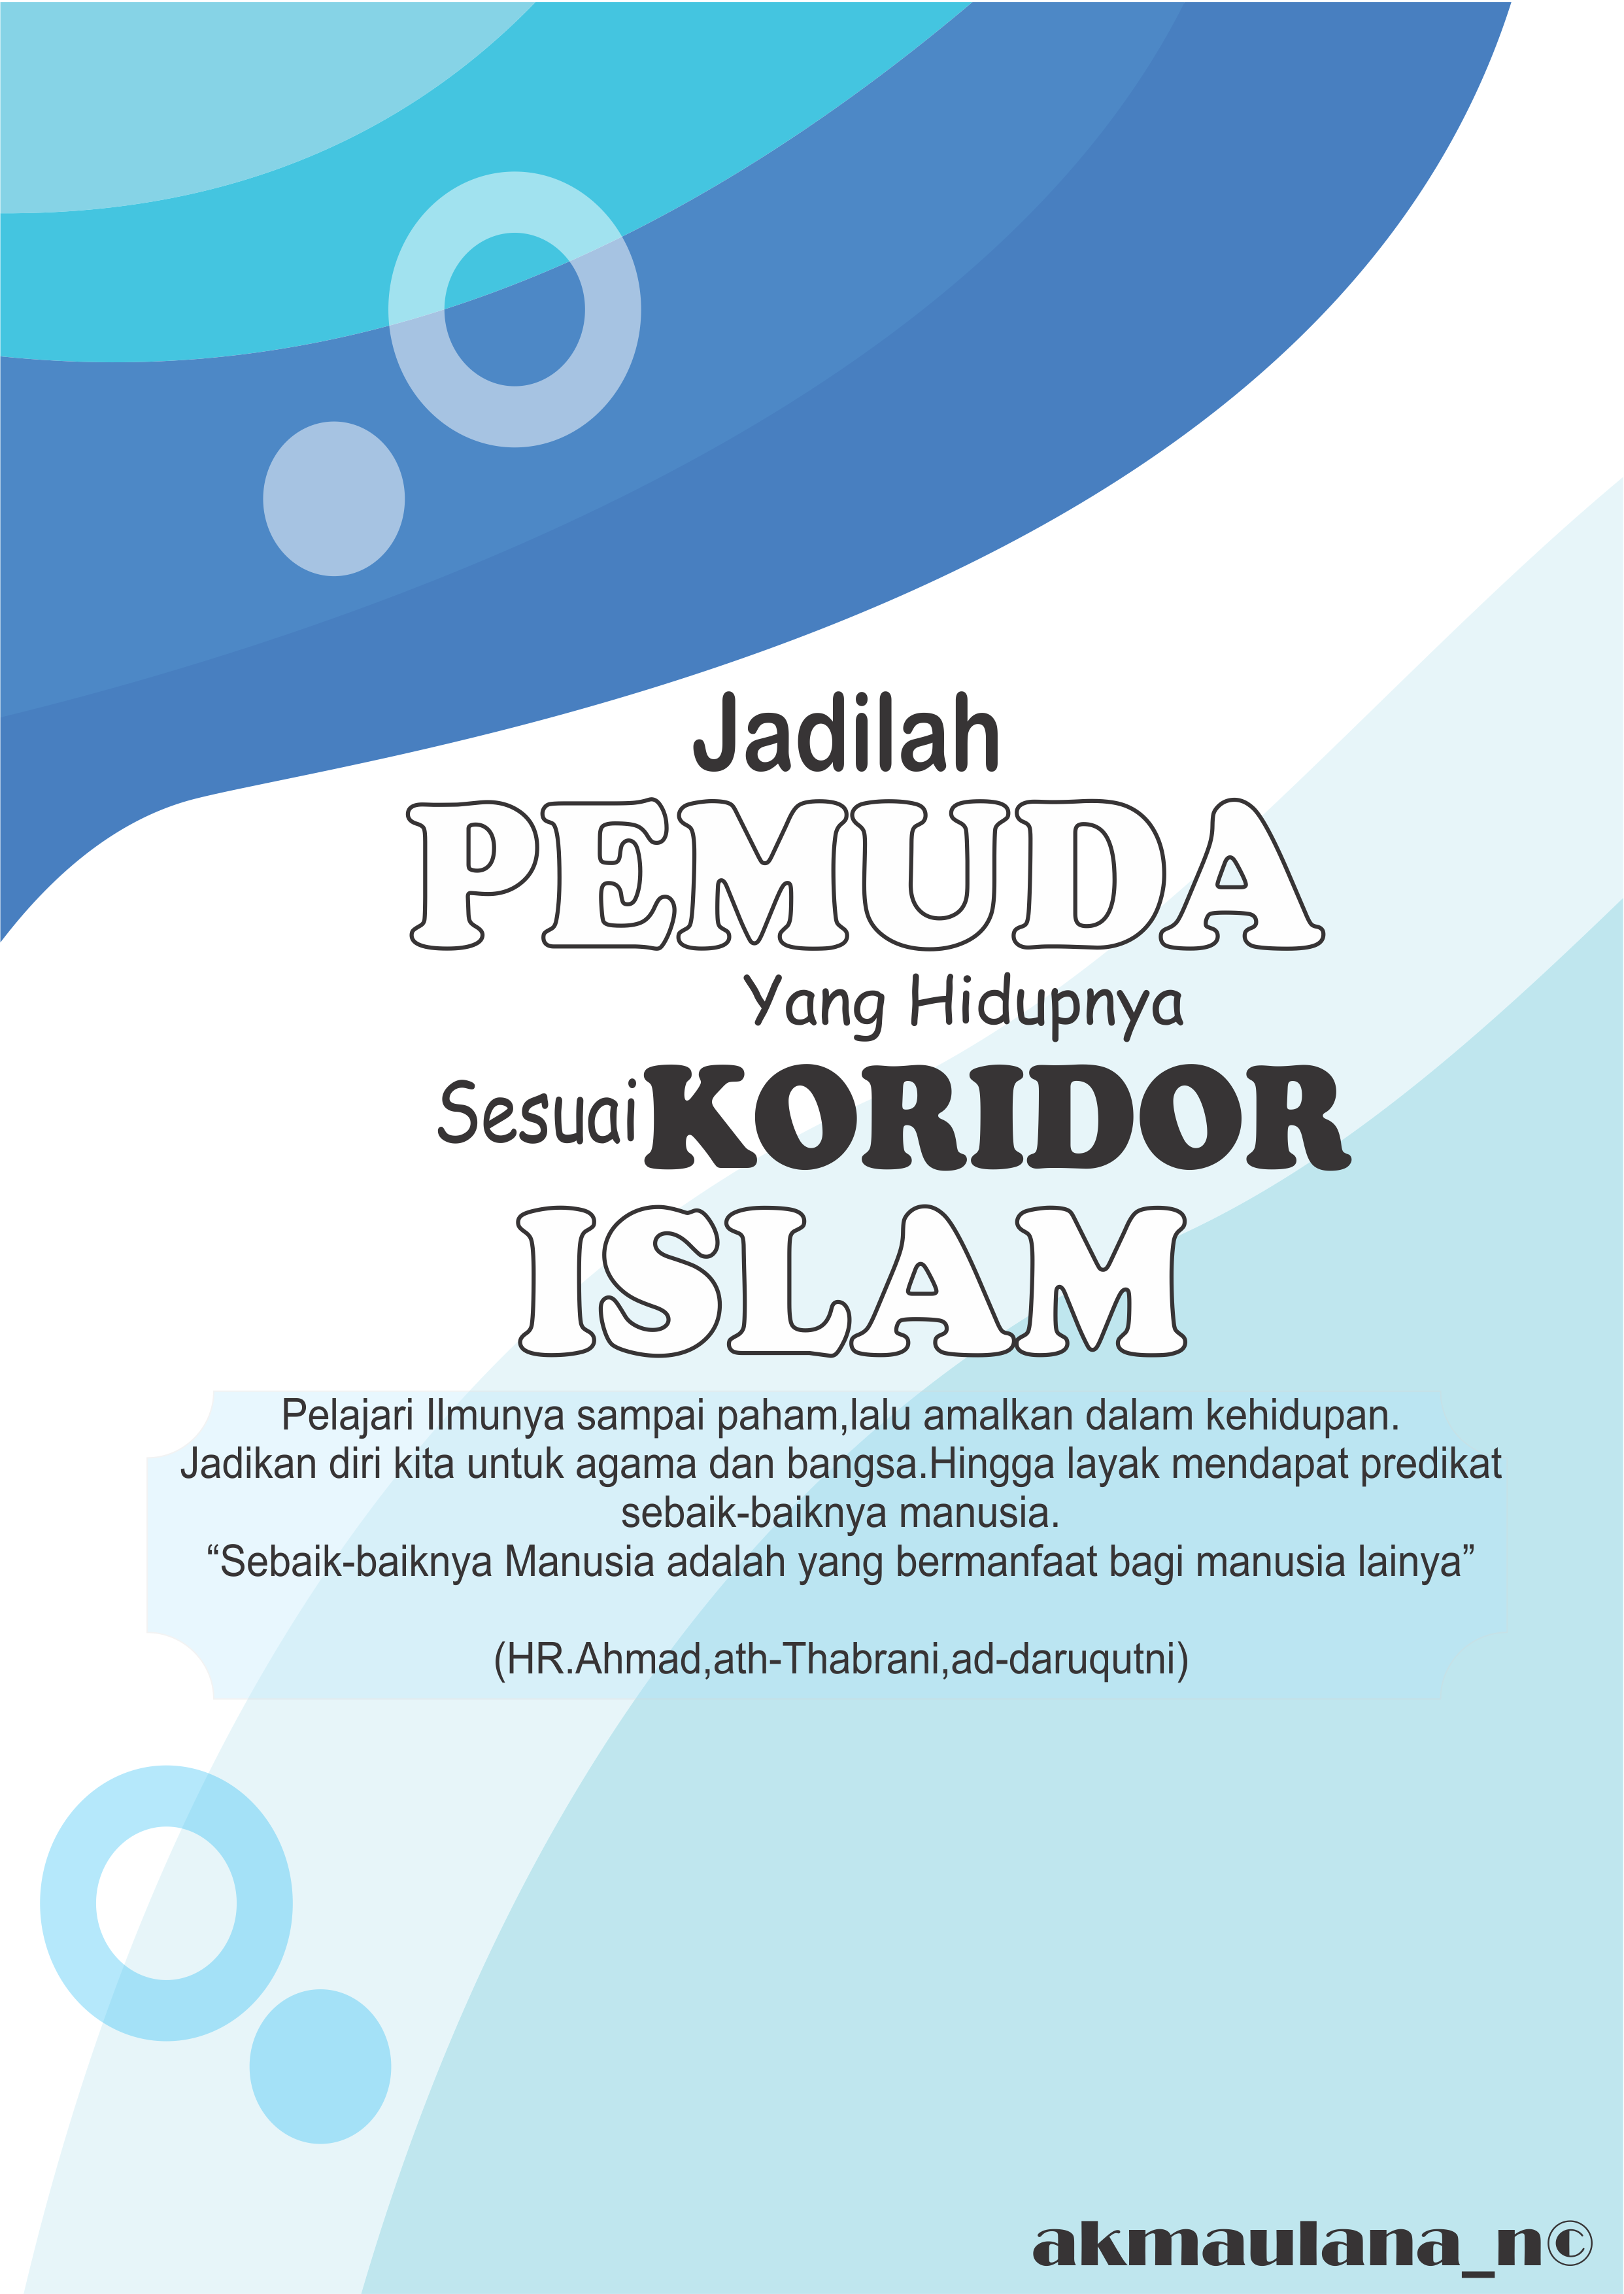 Jadilah
PEMUDA
Yang Hidupnya
Sesuai KORIDOR
ISLAM
Pelajari Ilmunya sampai paham,lalu amalkan dalam kehidupan.
Jadikan diri kita untuk agama dan bangsa.Hingga layak mendapat predikat
sebaik-baiknya manusia.
“Sebaik-baiknya Manusia adalah yang bermanfaat bagi manusia lainya”
(HR.Ahmad,ath-Thabrani,ad-daruqutni)
akmaulana_n©